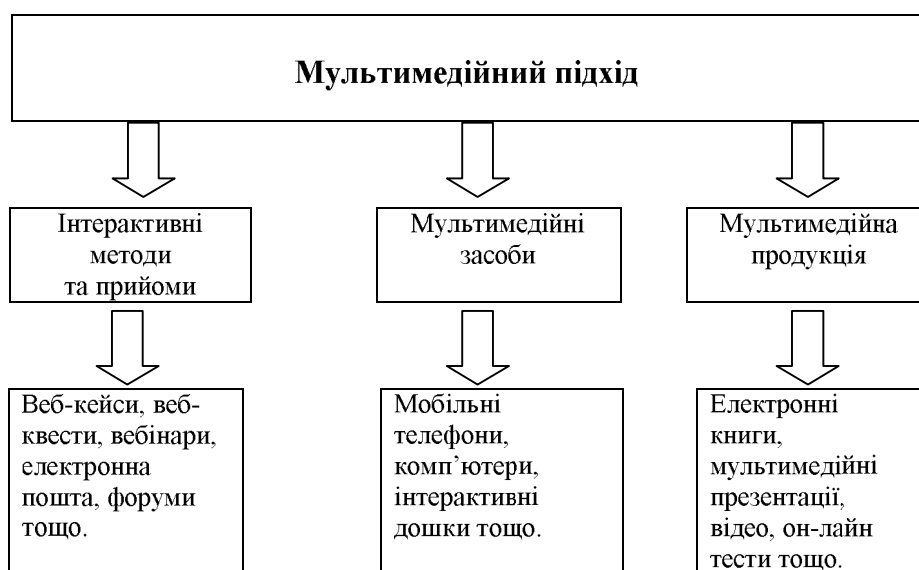 Мультимедійний підхід
Інтерактивні
методи
та прийоми
Мультимедійні
засоби
Мультимедійна
продукція
Веб-кейси, веб-
квести, вебінари,
електронна
пошта, форуми
тощо.
Мобільні
телефони,
комп’ютери,
інтерактивні
дошки тощо.
Електронні
книги,
мультимедійні
презентації,
відео, он-лайн
тести тощо.